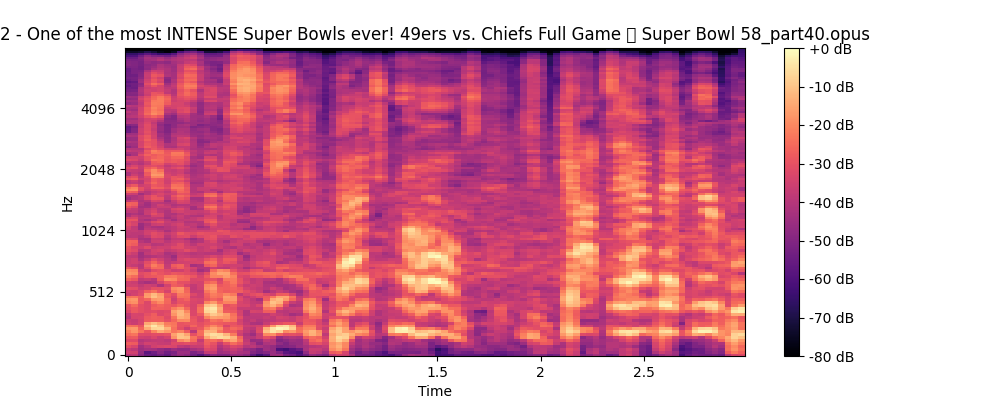 2 - One of the most INTENSE Super Bowls ever! 49ers vs. Chiefs Full Game Super Bowl 58_part40.opus
+0 dB
4096
-10 dB
-20 dB
2048
-30 dB
Hz
1024
-40 dB
-50 dB
512
-60 dB
-70 dB
0
-80 dB
0 0.5 1 1.5 2 2.5
Time